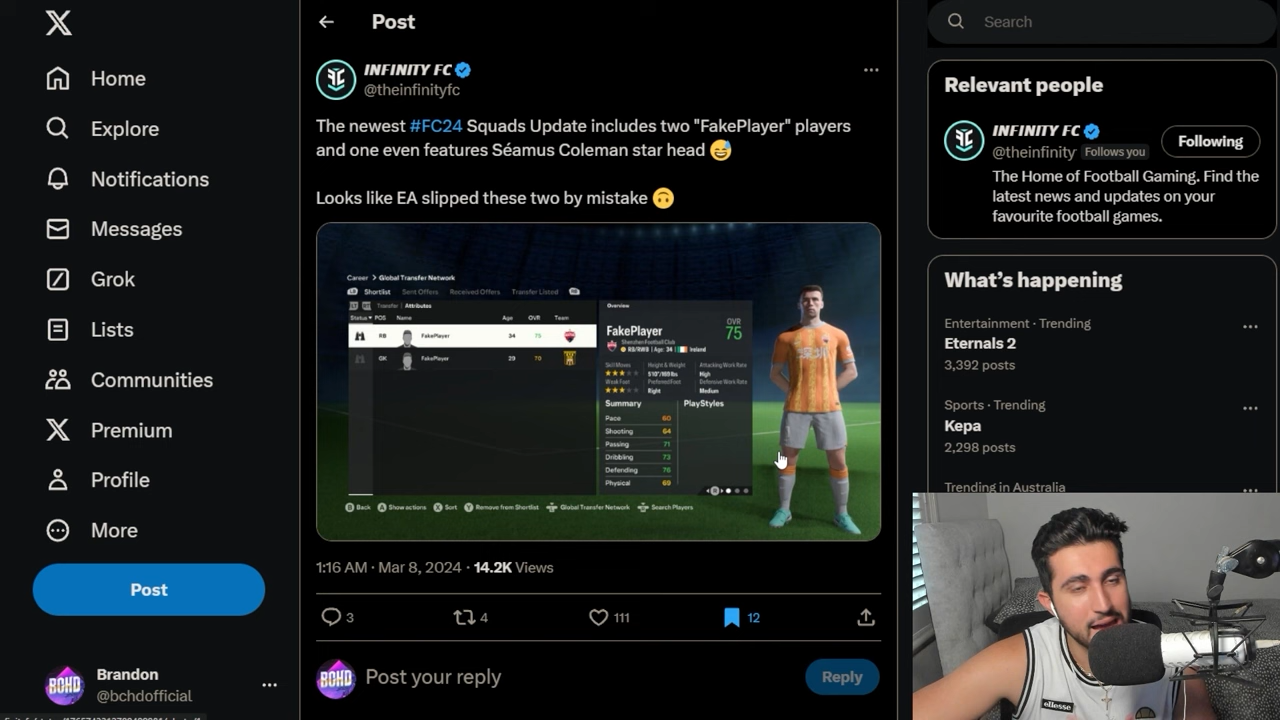 Home
Explore
Notifications
Messages
Grok
Lists
Communities
Premium
Profile
More
Post
Brandon
@bchdofficial
Post
INFINITY FC
@theinfinityfc
The newest #FC24 Squads Update includes two "FakePlayer" players
and one even features Séamus Coleman star head 😅
Looks like EA slipped these two by mistake 🙃
Career > Global Transfer Network
Shortlist Sent Offers Received Offers Transfer Listed
Transfer Attributes
Status POS Name Age OVR Team
RB FakePlayer 34 75
GK FakePlayer 29 70
Overview
FakePlayer
OVR
75
Shenzhen Football Club
RB/RWB | Age: 34 | Ireland
Skill Moves Height & Weight Attacking Work Rate
High
Weak Foot Preferred Foot Defensive Work Rate
Right Medium
Summary PlayStyles
Pace 60
Shooting 64
Passing 71
Dribbling 73
Defending 76
Physical 69
Back Show actions Sort Remove from Shortlist Global Transfer Network Search Players
1:16 AM · Mar 8, 2024 · 14.2K Views
3 4 111 12
BCHD
Post your reply
Reply
Search
Relevant people
INFINITY FC
Following
@theinfinity Follows you
The Home of Football Gaming. Find the
latest news and updates on your
favourite football games.
What's happening
Entertainment · Trending
Eternals 2
3,392 posts
Sports · Trending
Kepa
2,298 posts
Trending in Australia
ellesse